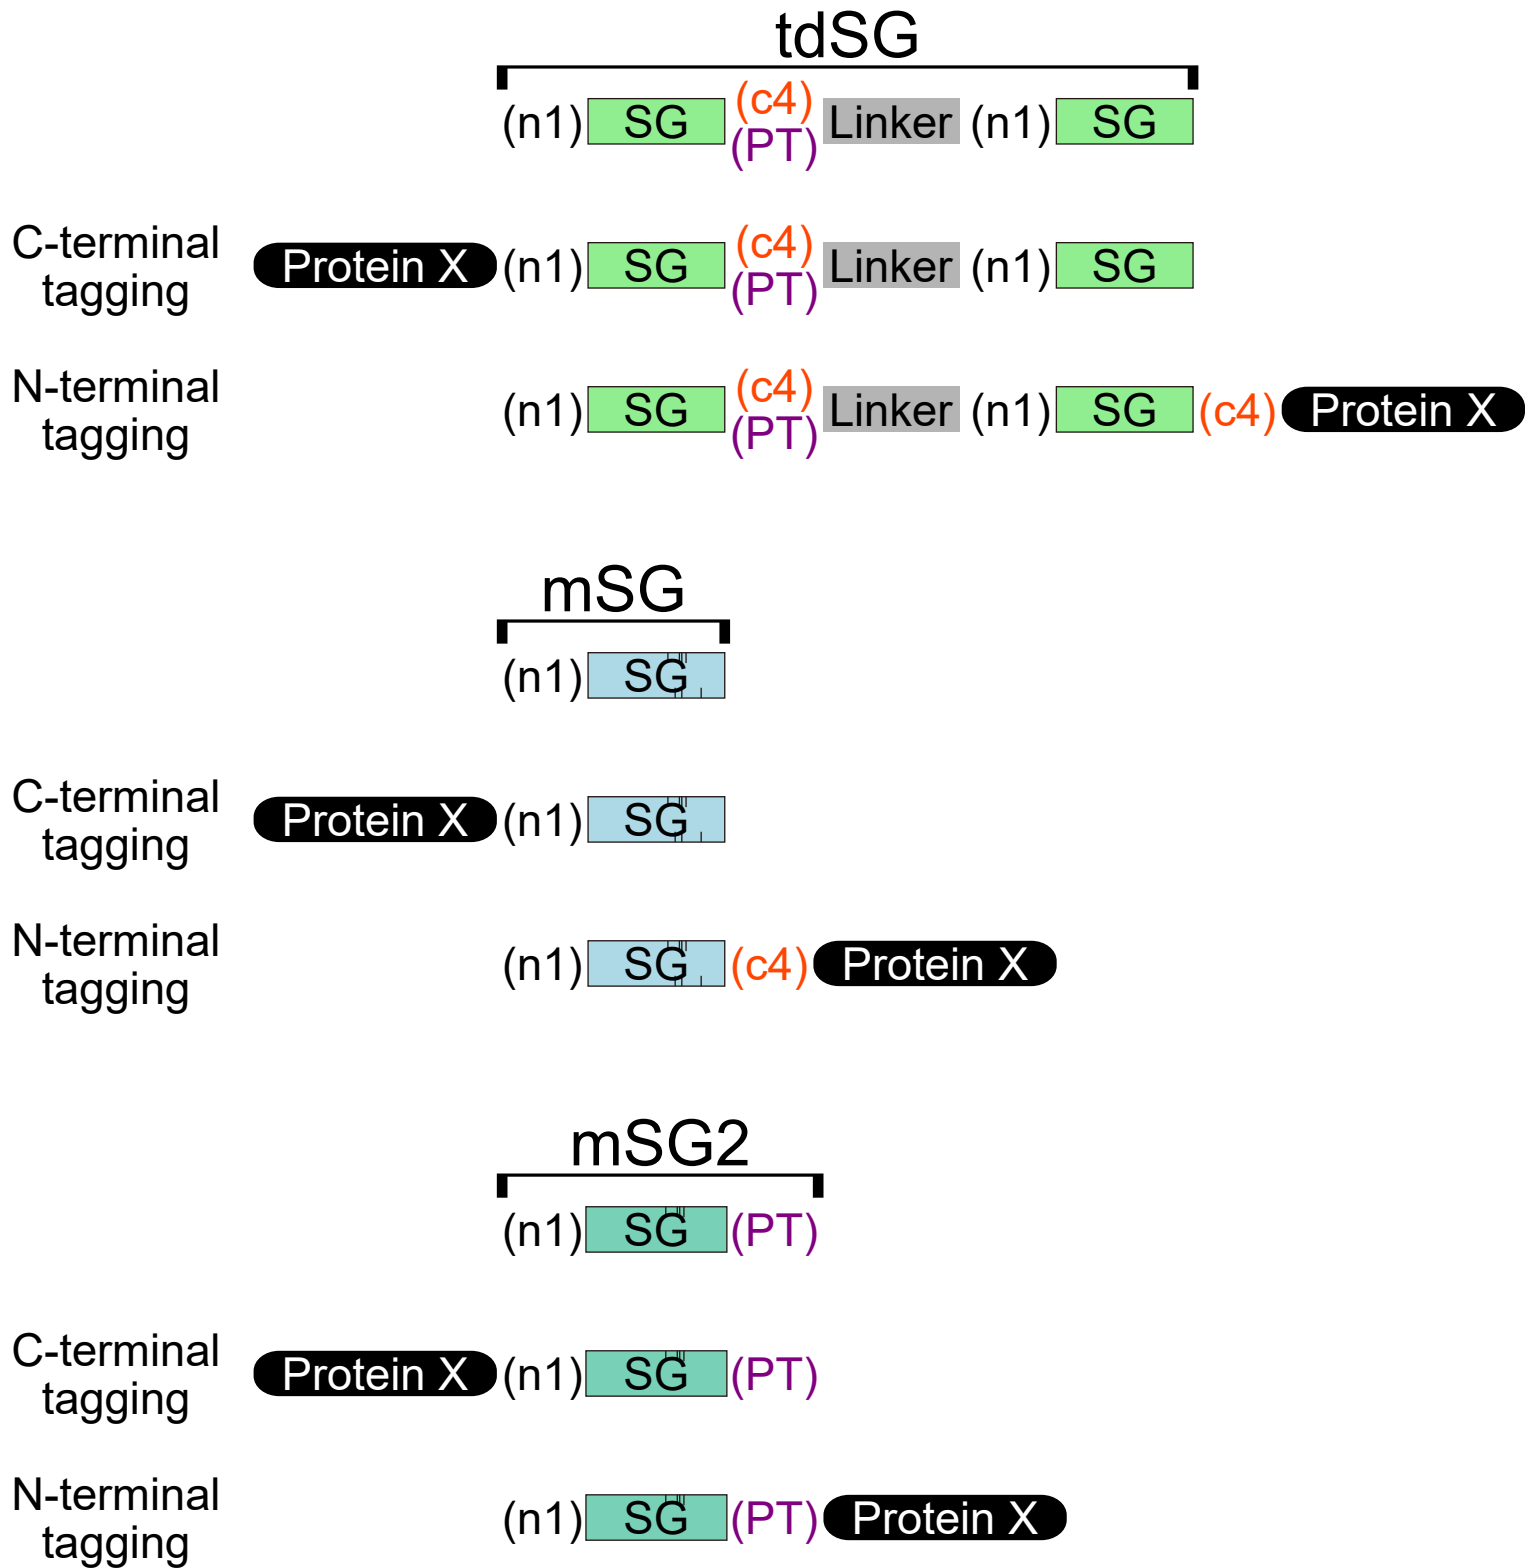 tdSG
(n1) SG (c4) (PT) Linker (n1) SG
C-terminal
tagging
Protein X (n1) SG (c4) (PT) Linker (n1) SG
N-terminal
tagging
(n1) SG (c4) (PT) Linker (n1) SG (c4) Protein X
mSG
(n1) SG
C-terminal
tagging
Protein X (n1) SG
N-terminal
tagging
(n1) SG (c4) Protein X
mSG2
(n1) SG (PT)
C-terminal
tagging
Protein X (n1) SG (PT)
N-terminal
tagging
(n1) SG (PT) Protein X